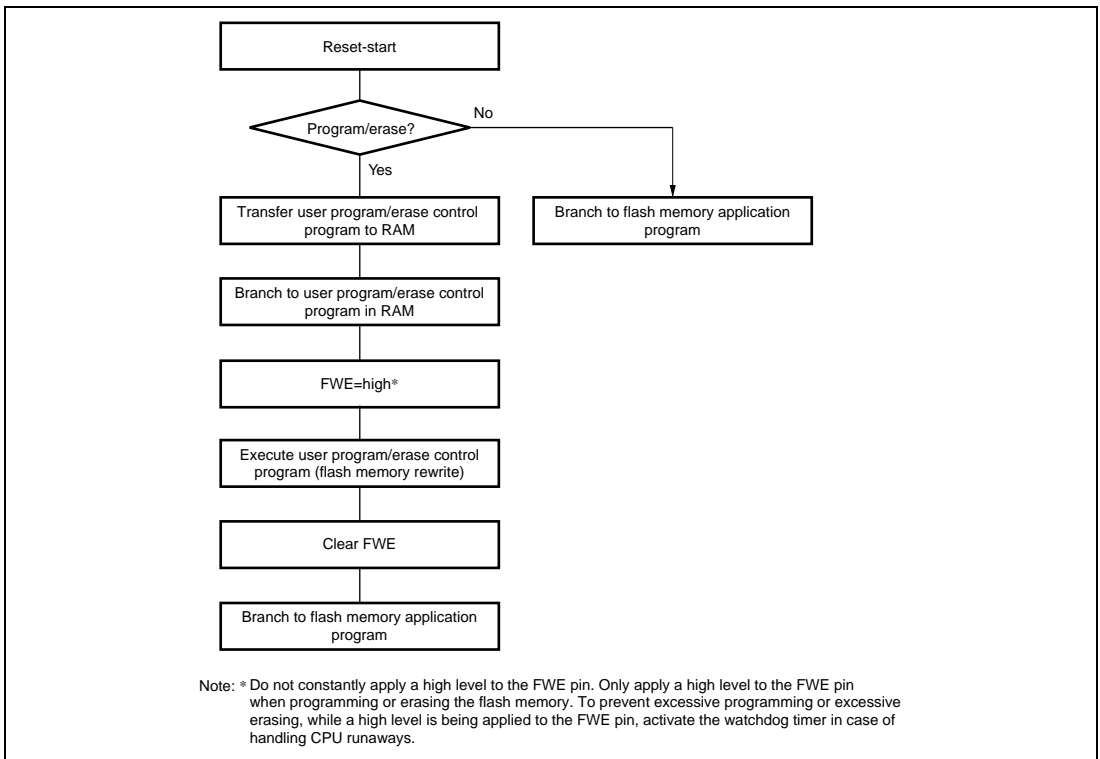 Reset-start
Program/erase?
No
Yes
Transfer user program/erase control
program to RAM
Branch to flash memory application
program
Branch to user program/erase control
program in RAM
FWE=high*
Execute user program/erase control
program (flash memory rewrite)
Clear FWE
Branch to flash memory application
program
Note: * Do not constantly apply a high level to the FWE pin. Only apply a high level to the FWE pin
when programming or erasing the flash memory. To prevent excessive programming or excessive
erasing, while a high level is being applied to the FWE pin, activate the watchdog timer in case of
handling CPU runaways.